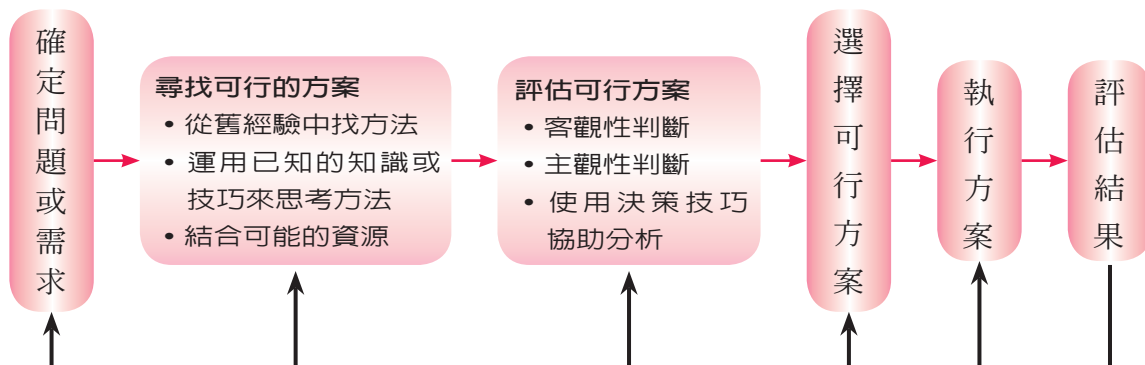 確定問題或需求
尋找可行的方案
• 從舊經驗中找方法
• 運用已知的知識或
技巧來思考方法
• 結合可能的資源
評估可行方案
• 客觀性判斷
• 主觀性判斷
• 使用決策技巧
協助分析
選擇可行方案
執行方案
評估結果